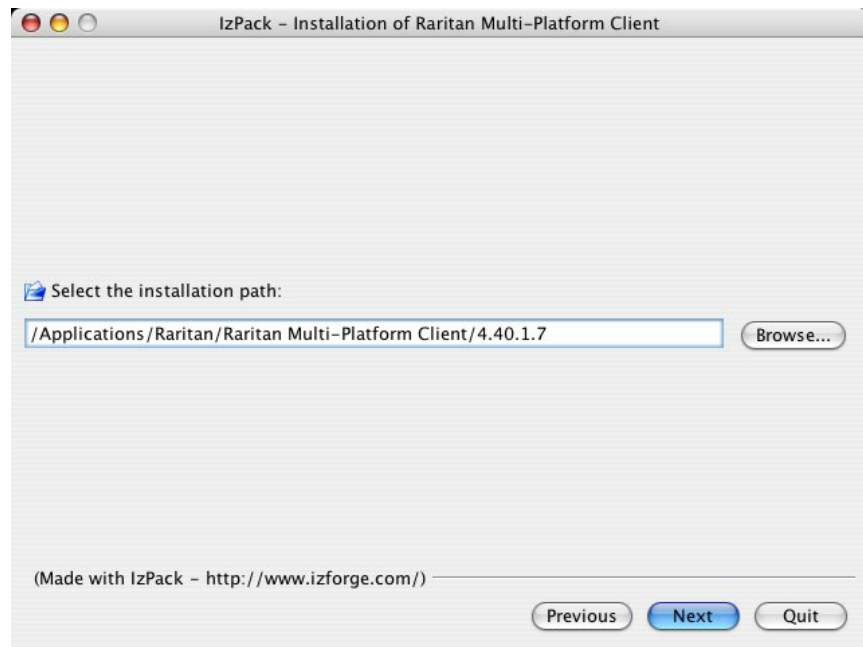 IzPack – Installation of Raritan Multi–Platform Client
Select the installation path:
/Applications/Raritan/Raritan Multi–Platform Client/4.40.1.7
Browse...
(Made with IzPack – http://www.izforge.com/)
Previous
Next
Quit